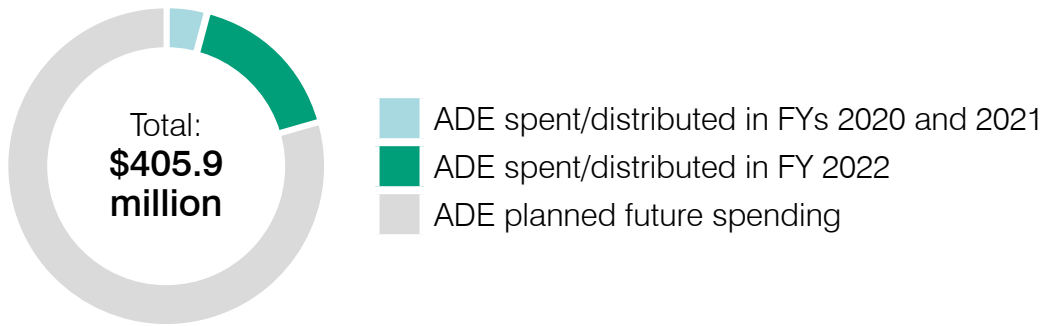 Total:
$405.9
million
ADE spent/distributed in FYs 2020 and 2021
ADE spent/distributed in FY 2022
ADE planned future spending